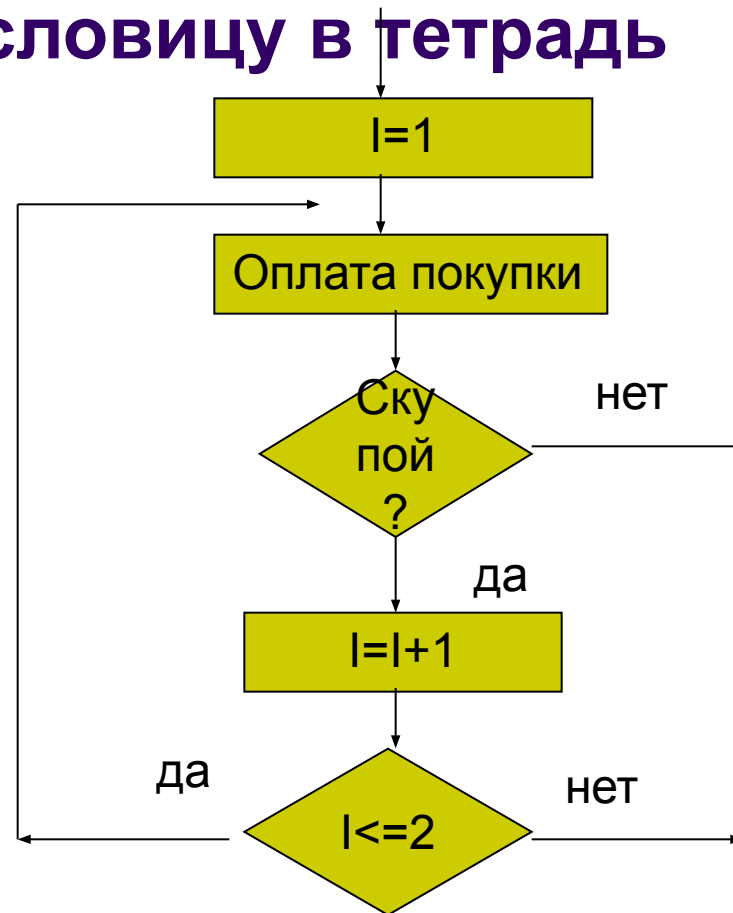 словицу в тетрадь
I=1
Оплата покупки
Ску
пой
?
нет
да
I=I+1
да
I<=2
нет